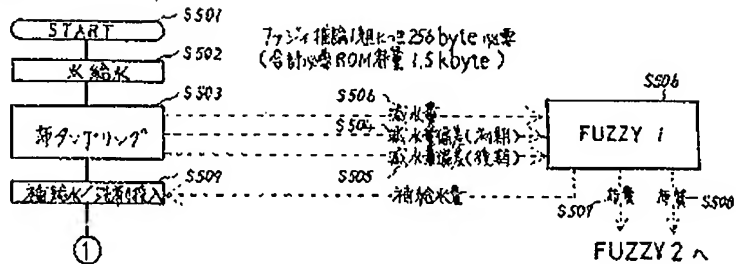 START
S501
ファジィ推論1組につき256byte必要
(合計必要ROM容量1.5kbyte)
S502
水給水
S503
S506
減水量
S506
布タンブリング
S504
減水量偏差(初期)
減水量偏差(後期)
FUZZY 1
S509
S505
補給水/洗剤投入
補給水量
S507
布量
布質
S508
①
FUZZY 2へ